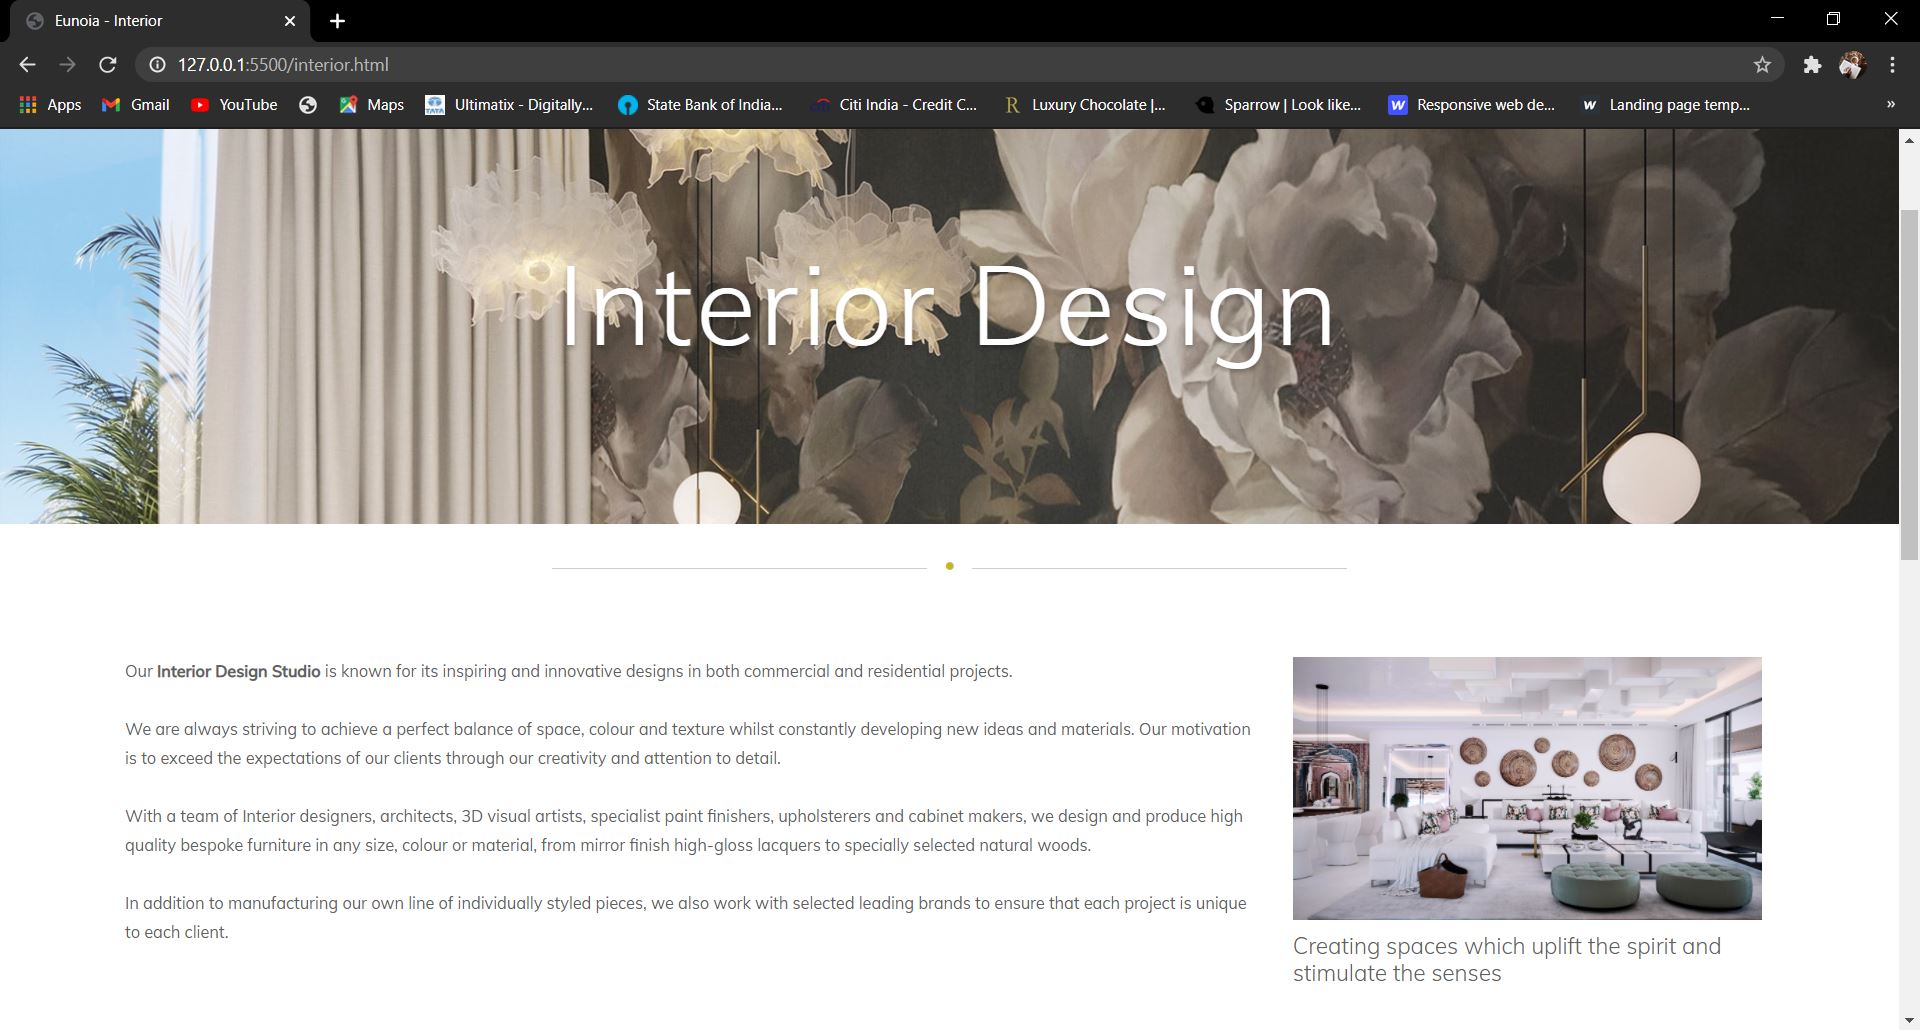 Eunoia - Interior
127.0.0.1:5500/interior.html
Apps Gmail YouTube Maps Ultimatix - Digitally... State Bank of India... Citi India - Credit C... Luxury Chocolate |... Sparrow | Look like... Responsive web de... Landing page temp... »
Interior Design
Our Interior Design Studio is known for its inspiring and innovative designs in both commercial and residential projects.
We are always striving to achieve a perfect balance of space, colour and texture whilst constantly developing new ideas and materials. Our motivation
is to exceed the expectations of our clients through our creativity and attention to detail.
With a team of Interior designers, architects, 3D visual artists, specialist paint finishers, upholsterers and cabinet makers, we design and produce high
quality bespoke furniture in any size, colour or material, from mirror finish high-gloss lacquers to specially selected natural woods.
In addition to manufacturing our own line of individually styled pieces, we also work with selected leading brands to ensure that each project is unique
to each client.
Creating spaces which uplift the spirit and
stimulate the senses